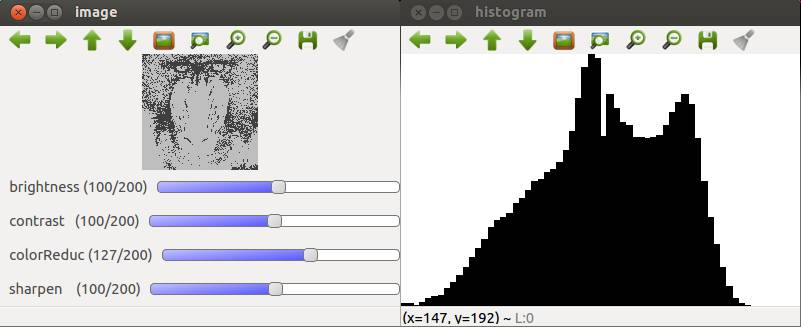 image
histogram
brightness (100/200)
contrast (100/200)
colorReduc (127/200)
sharpen (100/200)
(x=147, y=192) ~ L:0